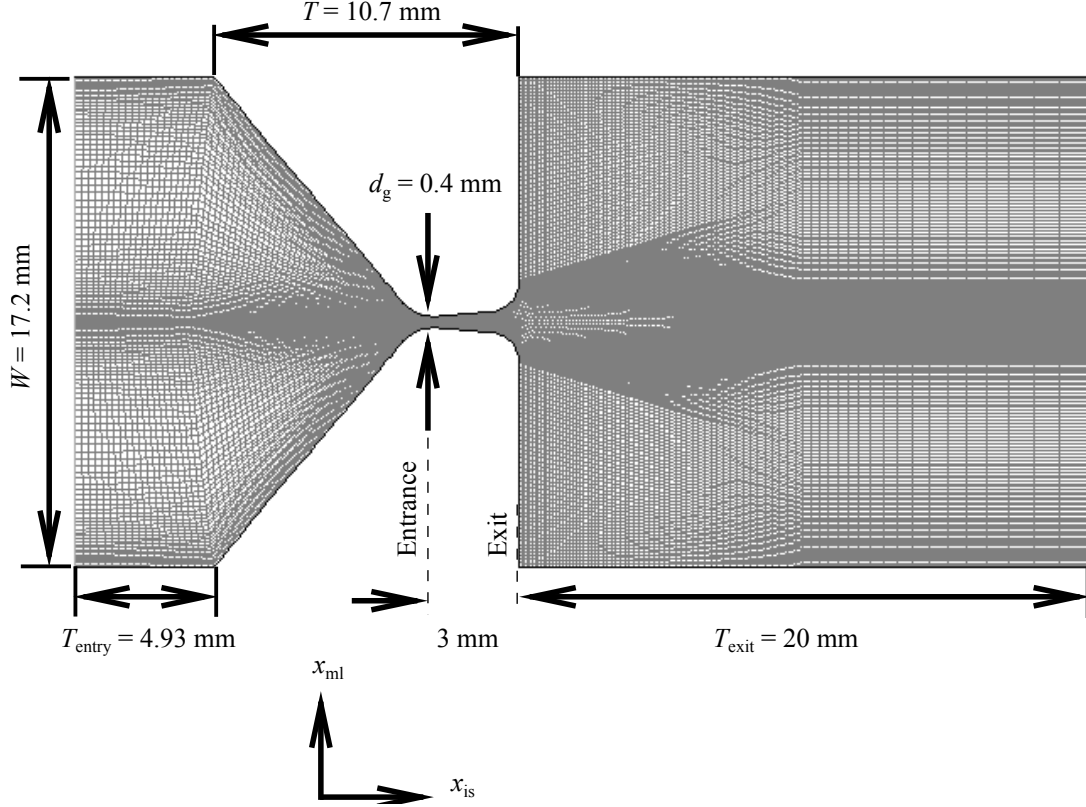 T = 10.7 mm
d_g = 0.4 mm
W = 17.2 mm
Entrance
Exit
T_entry = 4.93 mm
3 mm
T_exit = 20 mm
x_ml
x_is